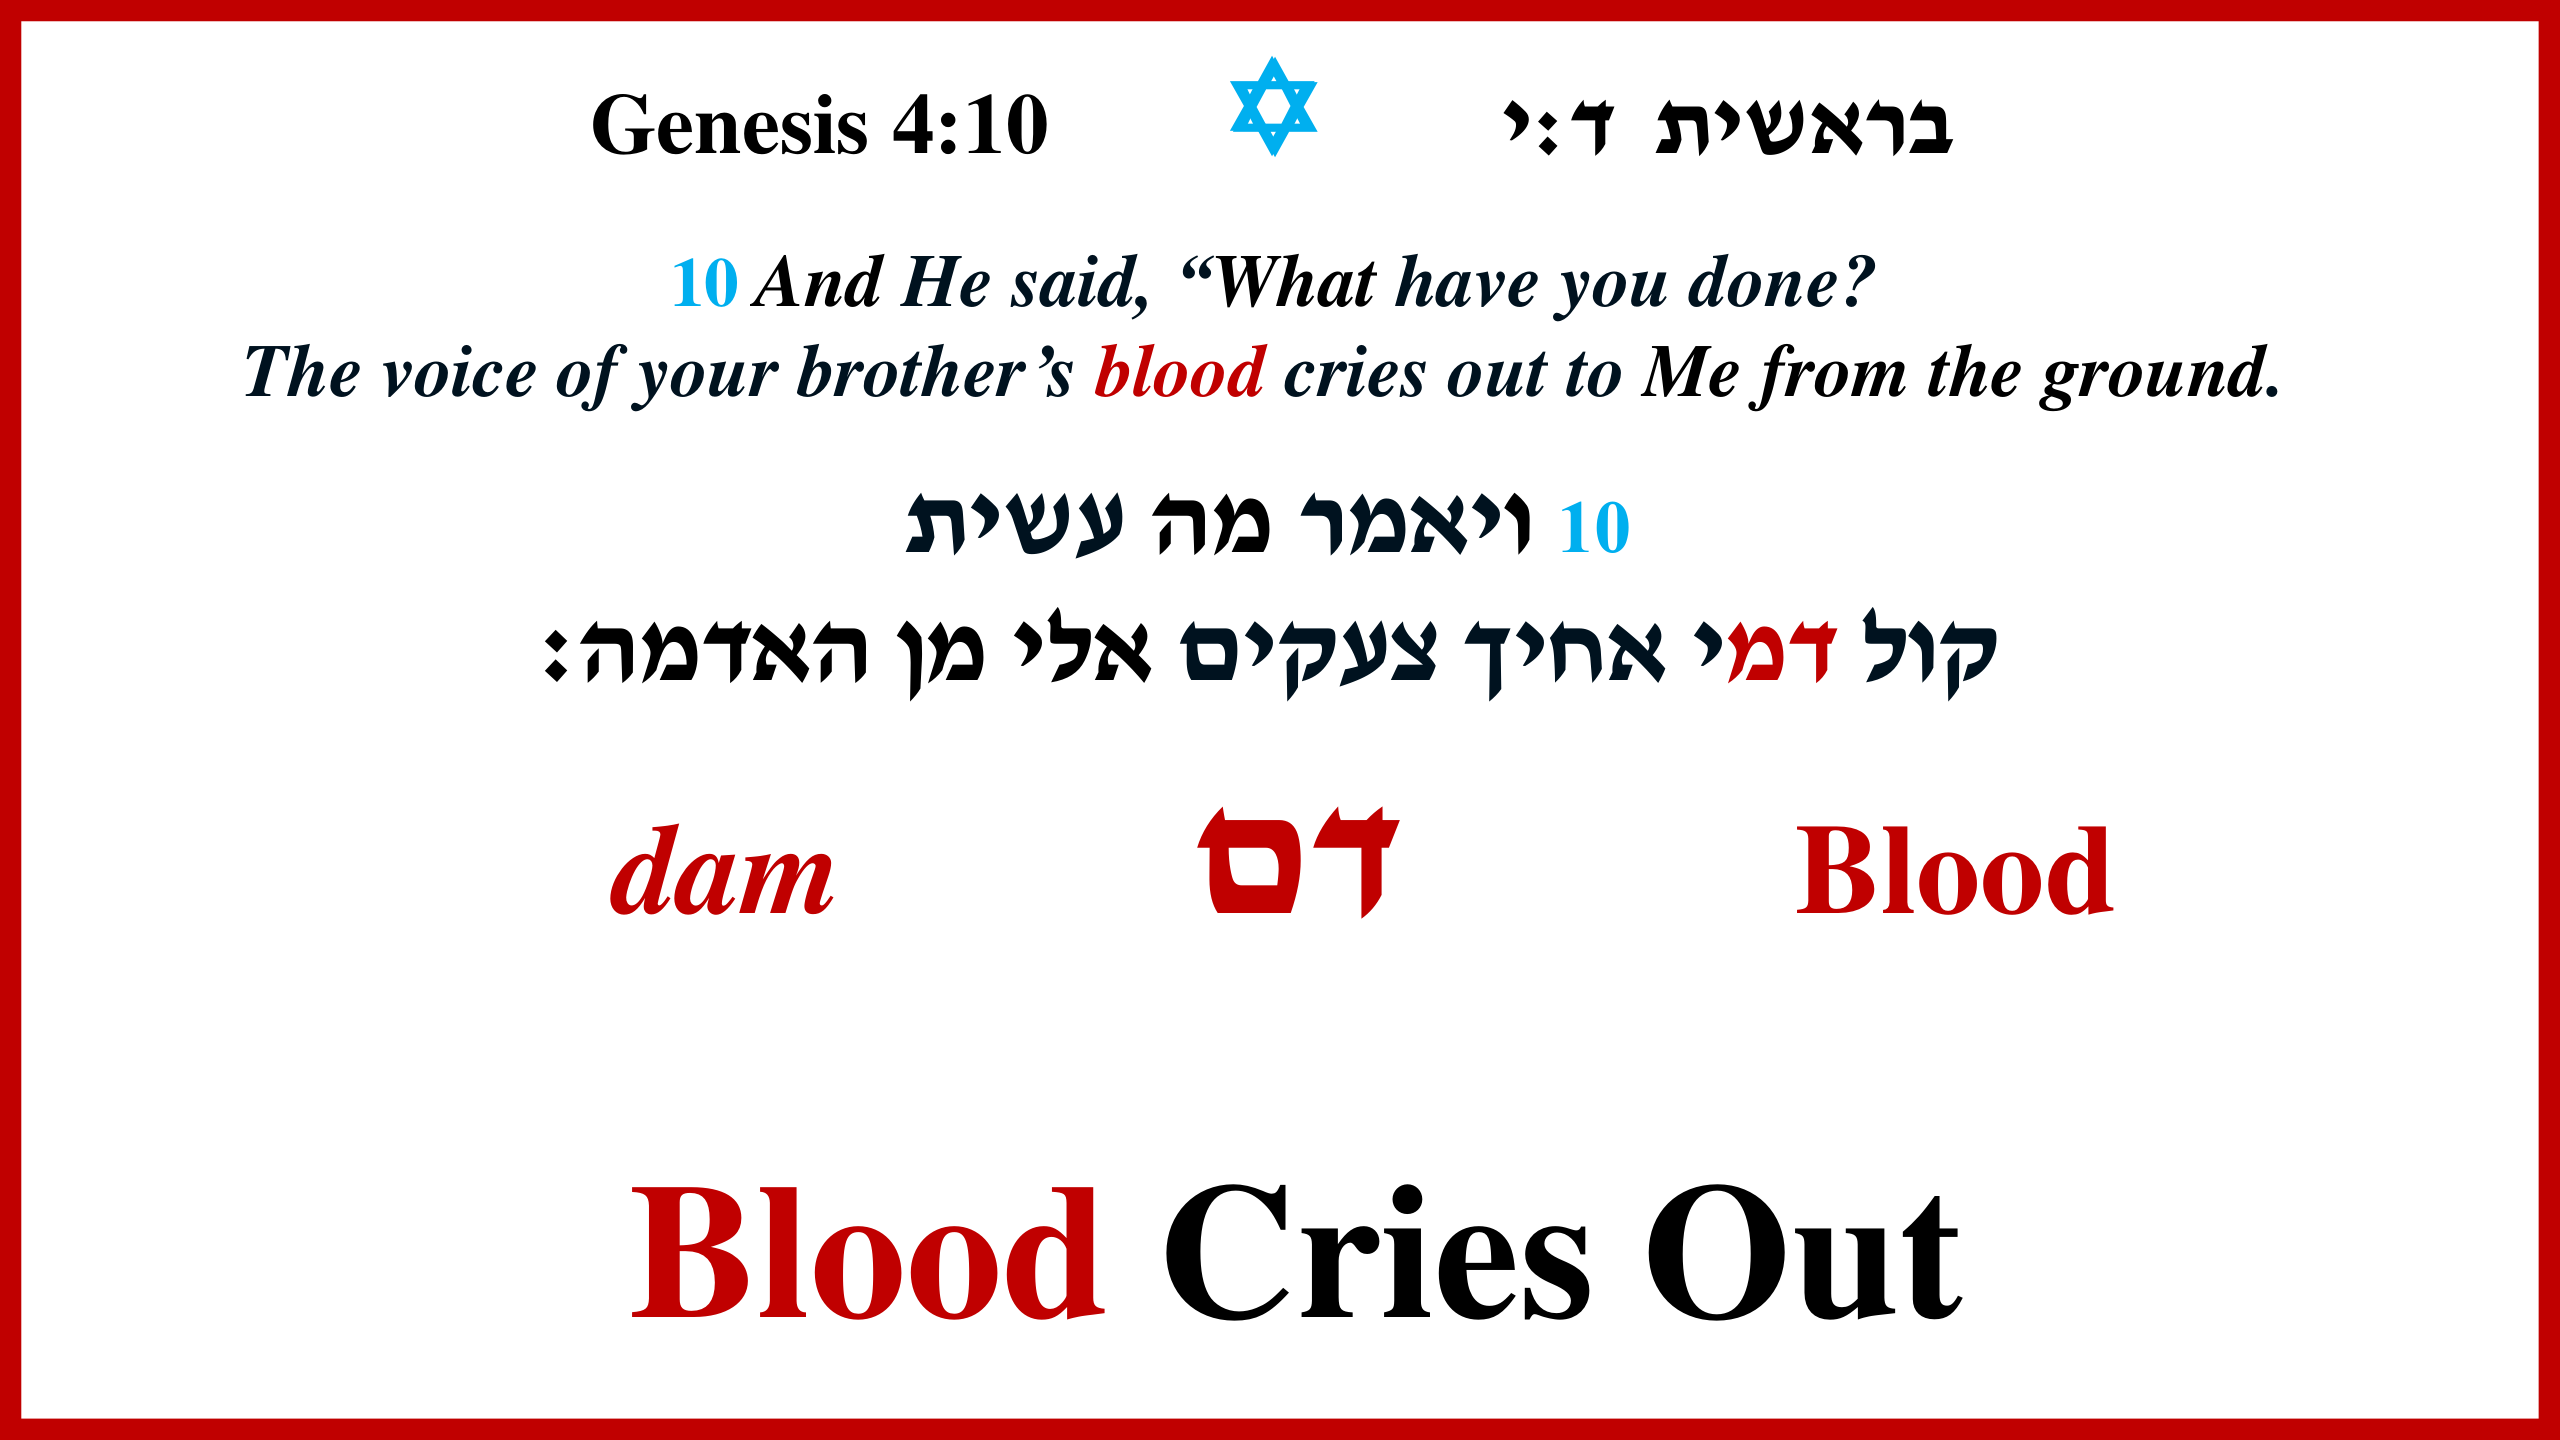 Genesis 4:10 ✡ בראשית ד:י
10 And He said, “What have you done?
The voice of your brother’s blood cries out to Me from the ground.
10 ויאמר מה עשית
קול דמי אחיך צעקים אלי מן האדמה:
dam דם Blood
Blood Cries Out